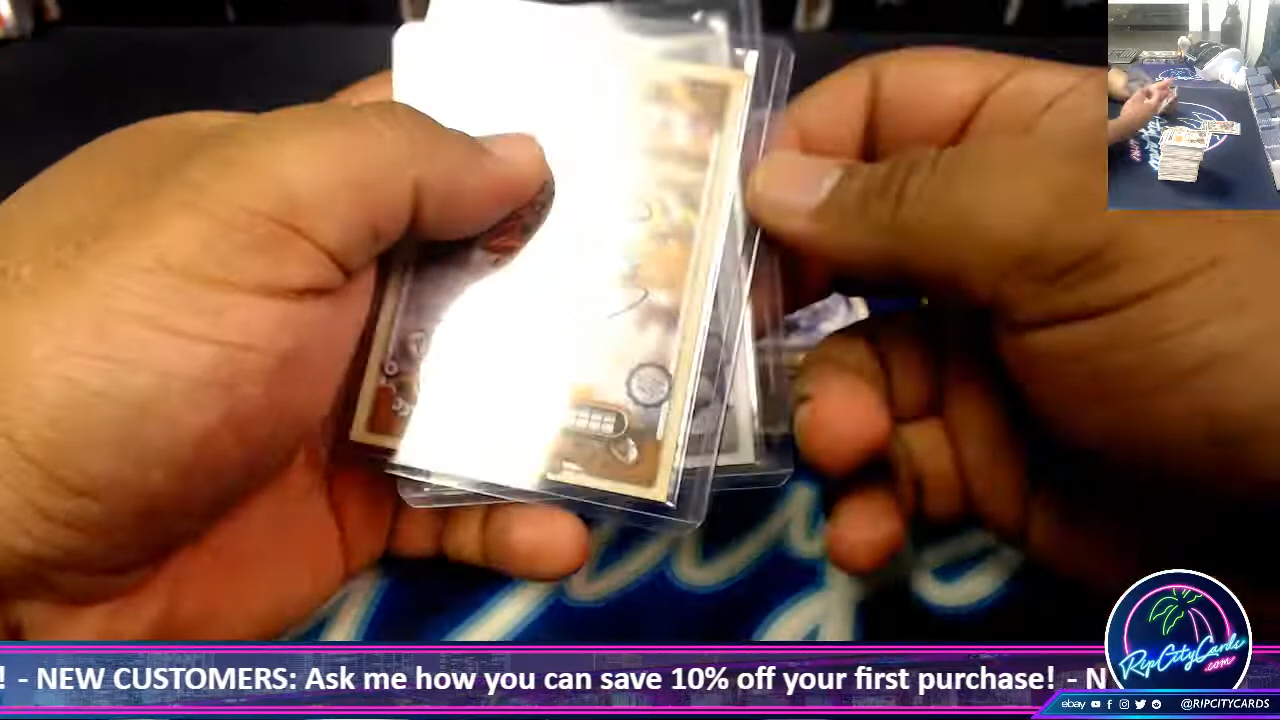 ! - NEW CUSTOMERS: Ask me how you can save 10% off your first purchase! - N
RipCityCards
.com
ebay
@RIPCITYCARDS